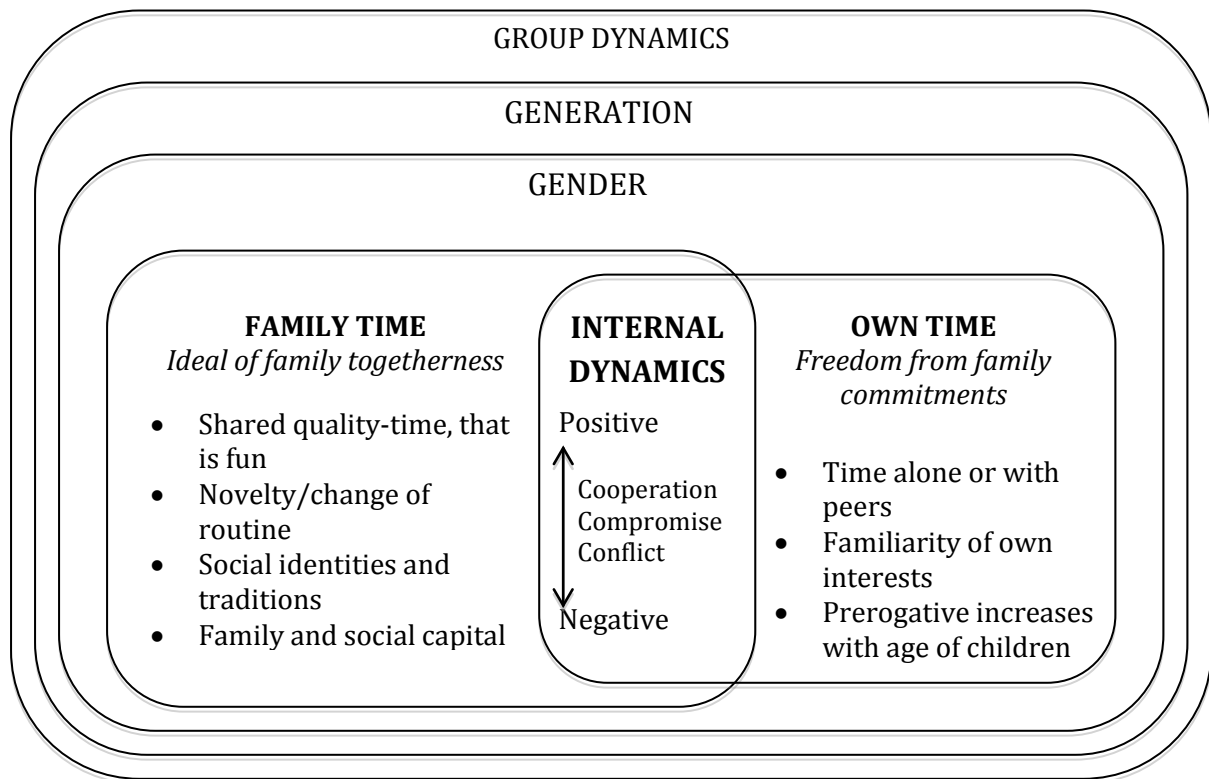 GROUP DYNAMICS
GENERATION
GENDER
FAMILY TIME
Ideal of family togetherness
• Shared quality-time, that
is fun
• Novelty/change of
routine
• Social identities and
traditions
• Family and social capital
INTERNAL
DYNAMICS
Positive
Cooperation
Compromise
Conflict
Negative
OWN TIME
Freedom from family
commitments
• Time alone or with
peers
• Familiarity of own
interests
• Prerogative increases
with age of children